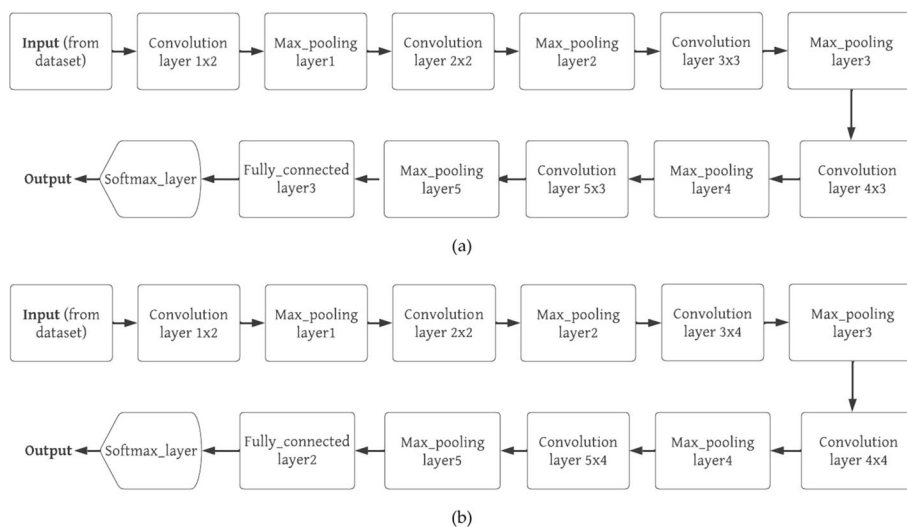 Input (from
dataset)
Convolution
layer 1x2
Max_pooling
layer1
Convolution
layer 2x2
Max_pooling
layer2
Convolution
layer 3x3
Max_pooling
layer3
Output
Softmax_layer
Fully_connected
layer3
Max_pooling
layer5
Convolution
layer 5x3
Max_pooling
layer4
Convolution
layer 4x3
(a)
Input (from
dataset)
Convolution
layer 1x2
Max_pooling
layer1
Convolution
layer 2x2
Max_pooling
layer2
Convolution
layer 3x4
Max_pooling
layer3
Output
Softmax_layer
Fully_connected
layer2
Max_pooling
layer5
Convolution
layer 5x4
Max_pooling
layer4
Convolution
layer 4x4
(b)